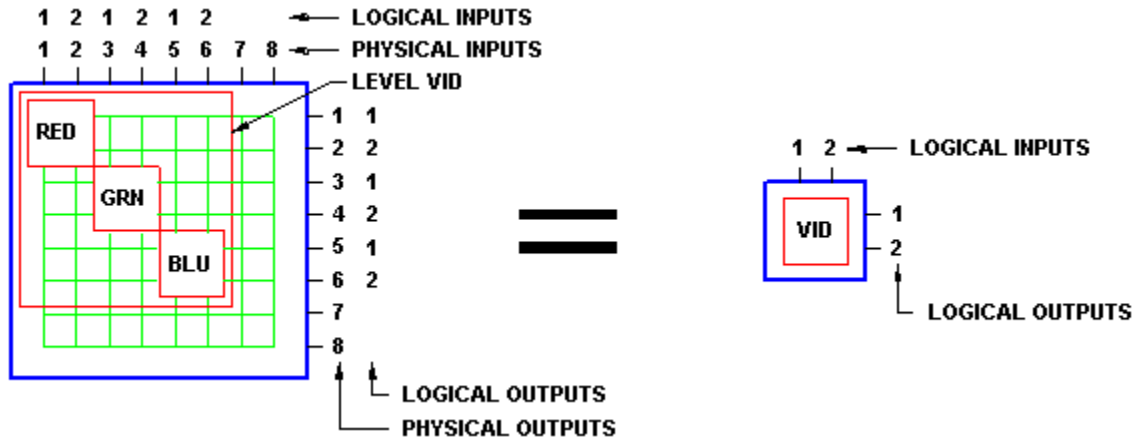 1 2 1 2 1 2 LOGICAL INPUTS
1 2 3 4 5 6 7 8 PHYSICAL INPUTS
LEVEL VID
RED
GRN
BLU
1 1
2 2
3 1
4 2
5 1
6 2
7
8
LOGICAL OUTPUTS
PHYSICAL OUTPUTS
1 2 LOGICAL INPUTS
VID
1
2
LOGICAL OUTPUTS